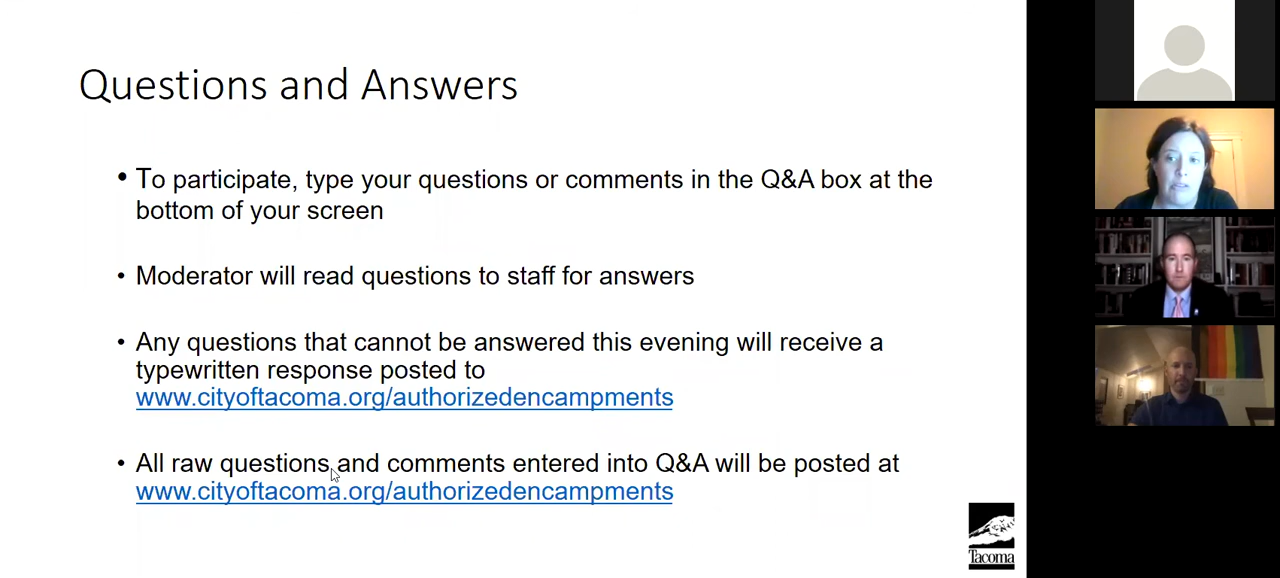 Questions and Answers
• To participate, type your questions or comments in the Q&A box at the
bottom of your screen
• Moderator will read questions to staff for answers
• Any questions that cannot be answered this evening will receive a
typewritten response posted to
www.cityoftacoma.org/authorizedencampments
• All raw questions and comments entered into Q&A will be posted at
www.cityoftacoma.org/authorizedencampments
Tacoma